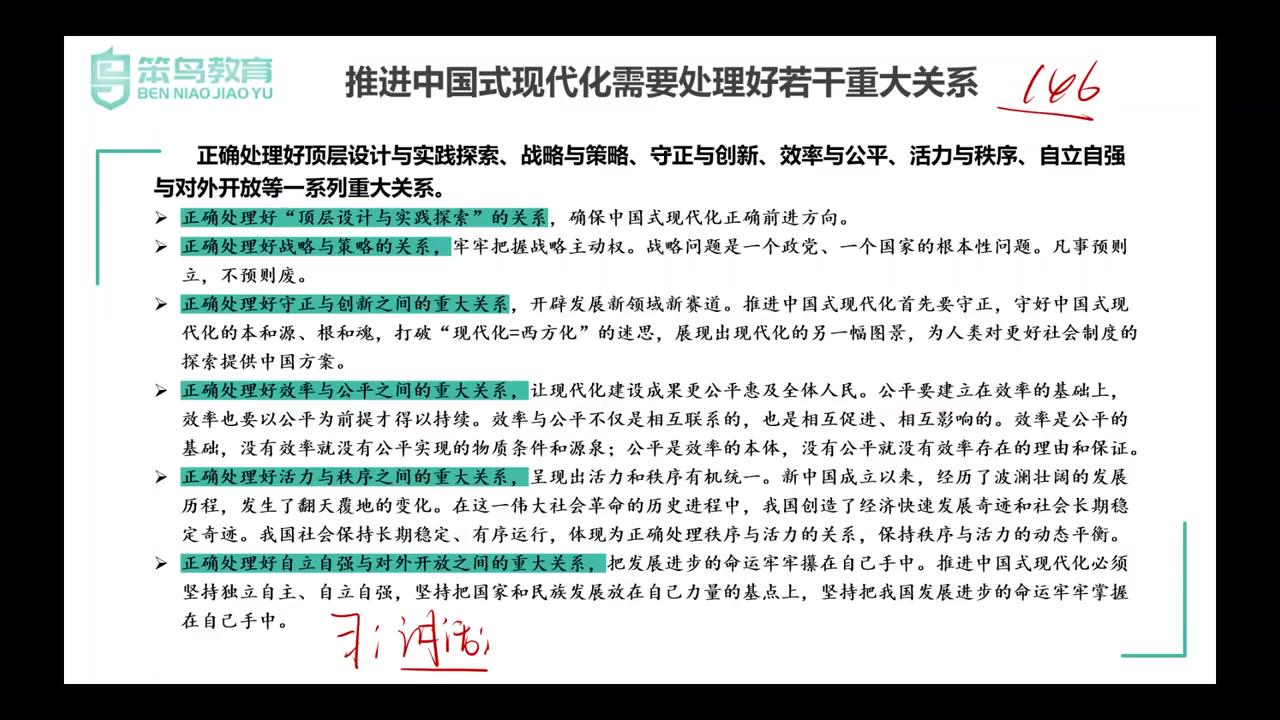 笨鸟教育
BEN NIAO JIAO YU
推进中国式现代化需要处理好若干重大关系
146
正确处理好顶层设计与实践探索、战略与策略、守正与创新、效率与公平、活力与秩序、自立自强
与对外开放等一系列重大关系。
➢ 正确处理好“顶层设计与实践探索”的关系，确保中国式现代化正确前进方向。
➢ 正确处理好战略与策略的关系，牢牢把握战略主动权。战略问题是一个政党、一个国家的根本性问题。凡事预则
立，不预则废。
➢ 正确处理好守正与创新之间的重大关系，开辟发展新领域新赛道。推进中国式现代化首先要守正，守好中国式现
代化的本和源、根和魂，打破“现代化=西方化”的迷思，展现出现代化的另一幅图景，为人类对更好社会制度的
探索提供中国方案。
➢ 正确处理好效率与公平之间的重大关系，让现代化建设成果更公平惠及全体人民。公平要建立在效率的基础上，
效率也要以公平为前提才得以持续。效率与公平不仅是相互联系的，也是相互促进、相互影响的。效率是公平的
基础，没有效率就没有公平实现的物质条件和源泉；公平是效率的本体，没有公平就没有效率存在的理由和保证。
➢ 正确处理好活力与秩序之间的重大关系，呈现出活力和秩序有机统一。新中国成立以来，经历了波澜壮阔的发展
历程，发生了翻天覆地的变化。在这一伟大社会革命的历史进程中，我国创造了经济快速发展奇迹和社会长期稳
定奇迹。我国社会保持长期稳定、有序运行，体现为正确处理秩序与活力的关系，保持秩序与活力的动态平衡。
➢ 正确处理好自立自强与对外开放之间的重大关系，把发展进步的命运牢牢攥在自己手中。推进中国式现代化必须
坚持独立自主、自立自强，坚持把国家和民族发展放在自己力量的基点上，坚持把我国发展进步的命运牢牢掌握
在自己手中。